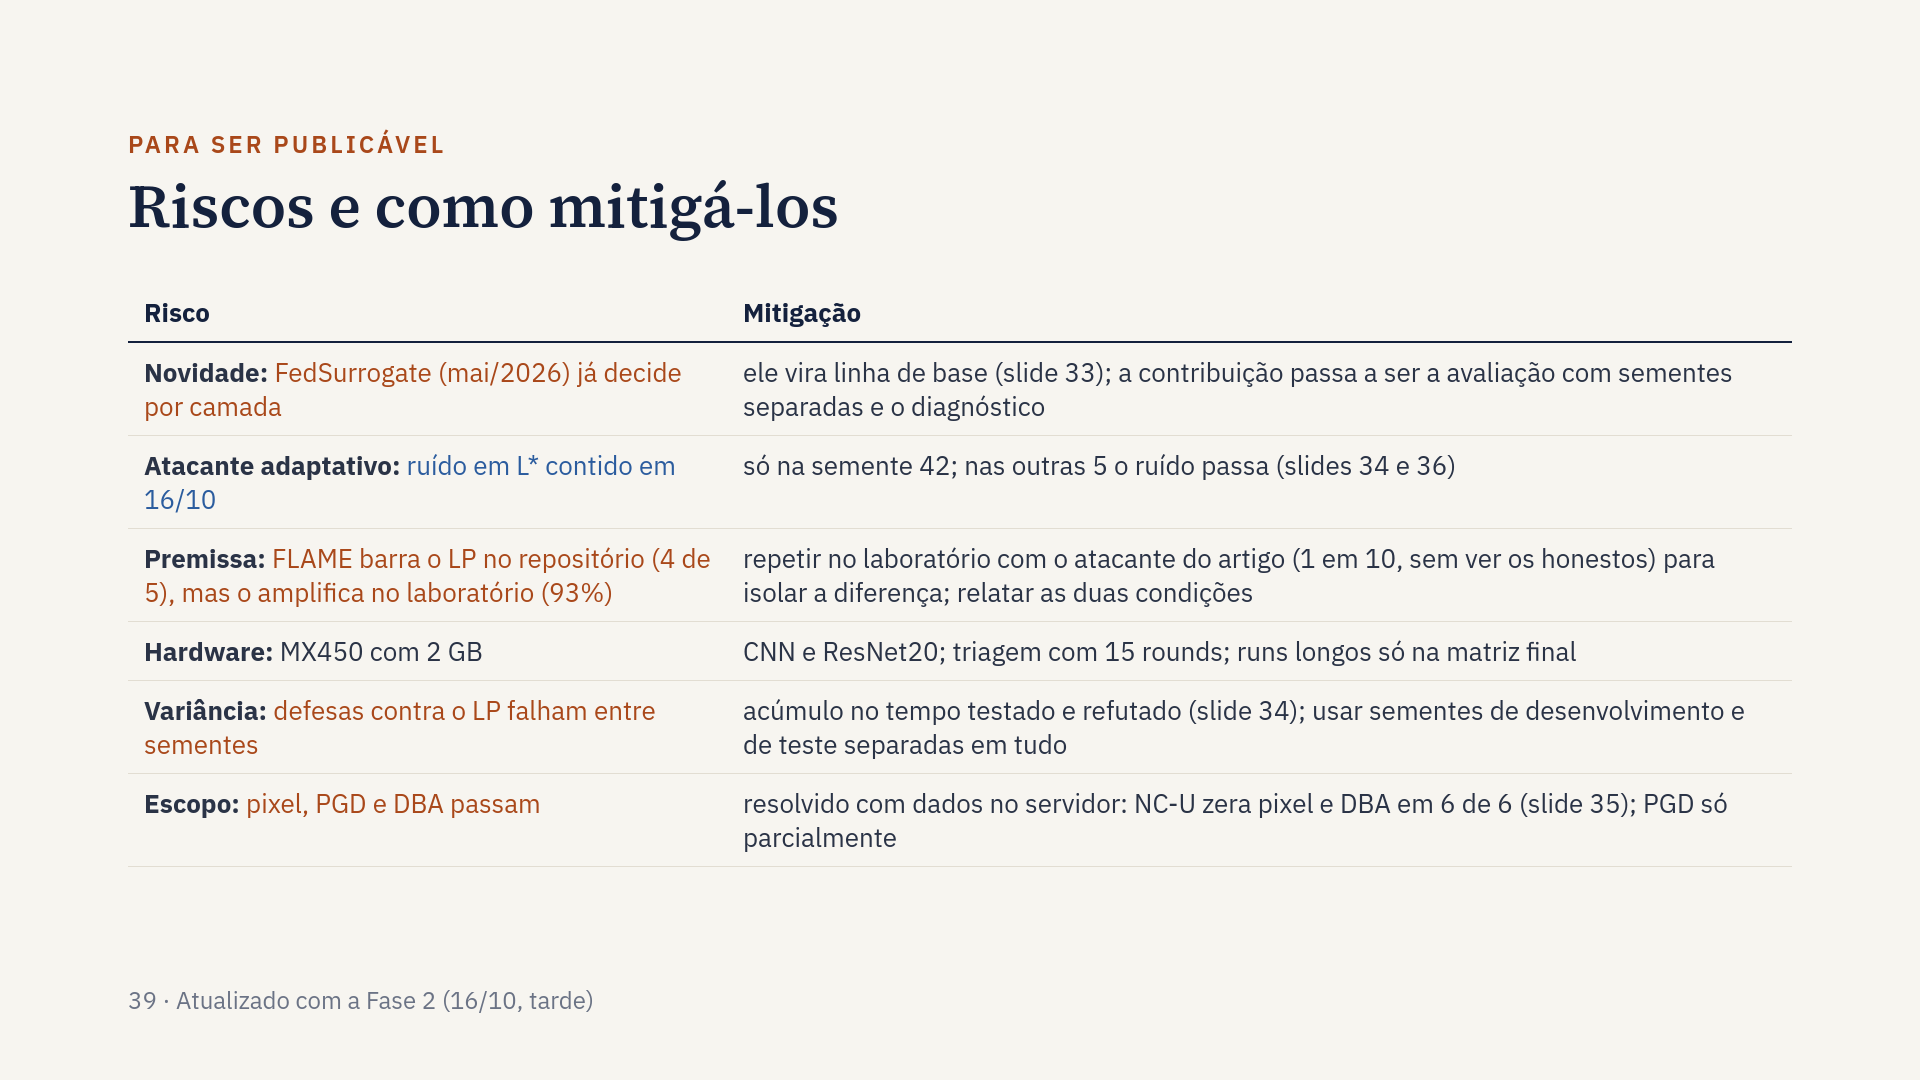 PARA SER PUBLICÁVEL
Riscos e como mitigá-los
Risco
Mitigação
Novidade: FedSurrogate (mai/2026) já decide
por camada
ele vira linha de base (slide 33); a contribuição passa a ser a avaliação com sementes
separadas e o diagnóstico
Atacante adaptativo: ruído em L* contido em
16/10
só na semente 42; nas outras 5 o ruído passa (slides 34 e 36)
Premissa: FLAME barra o LP no repositório (4 de
5), mas o amplifica no laboratório (93%)
repetir no laboratório com o atacante do artigo (1 em 10, sem ver os honestos) para
isolar a diferença; relatar as duas condições
Hardware: MX450 com 2 GB
CNN e ResNet20; triagem com 15 rounds; runs longos só na matriz final
Variância: defesas contra o LP falham entre
sementes
acúmulo no tempo testado e refutado (slide 34); usar sementes de desenvolvimento e
de teste separadas em tudo
Escopo: pixel, PGD e DBA passam
resolvido com dados no servidor: NC-U zera pixel e DBA em 6 de 6 (slide 35); PGD só
parcialmente
39 · Atualizado com a Fase 2 (16/10, tarde)